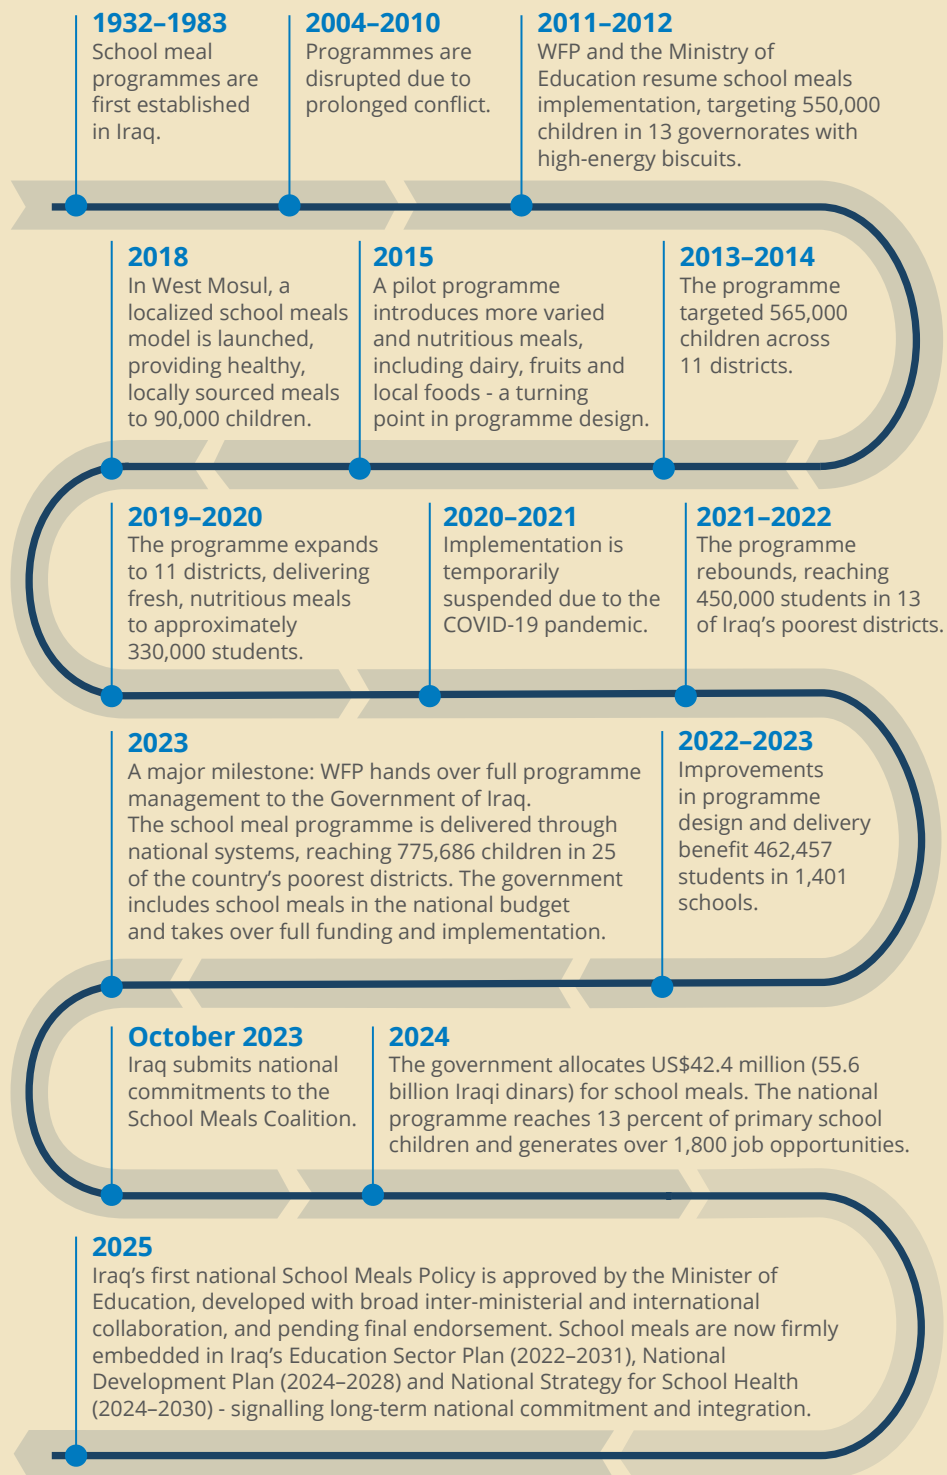 1932–1983
School meal
programmes are
first established
in Iraq.
2004–2010
Programmes are
disrupted due to
prolonged conflict.
2011–2012
WFP and the Ministry of
Education resume school meals
implementation, targeting 550,000
children in 13 governorates with
high-energy biscuits.
2013–2014
The programme
targeted 565,000
children across
11 districts.
2015
A pilot programme
introduces more varied
and nutritious meals,
including dairy, fruits and
local foods - a turning
point in programme design.
2018
In West Mosul, a
localized school meals
model is launched,
providing healthy,
locally sourced meals
to 90,000 children.
2019–2020
The programme expands
to 11 districts, delivering
fresh, nutritious meals
to approximately
330,000 students.
2020–2021
Implementation is
temporarily
suspended due to the
COVID-19 pandemic.
2021–2022
The programme
rebounds, reaching
450,000 students in 13
of Iraq’s poorest districts.
2022–2023
Improvements
in programme
design and delivery
benefit 462,457
students in 1,401
schools.
2023
A major milestone: WFP hands over full programme
management to the Government of Iraq.
The school meal programme is delivered through
national systems, reaching 775,686 children in 25
of the country’s poorest districts. The government
includes school meals in the national budget
and takes over full funding and implementation.
October 2023
Iraq submits national
commitments to the
School Meals Coalition.
2024
The government allocates US$42.4 million (55.6
billion Iraqi dinars) for school meals. The national
programme reaches 13 percent of primary school
children and generates over 1,800 job opportunities.
2025
Iraq’s first national School Meals Policy is approved by the Minister of
Education, developed with broad inter-ministerial and international
collaboration, and pending final endorsement. School meals are now firmly
embedded in Iraq’s Education Sector Plan (2022–2031), National
Development Plan (2024–2028) and National Strategy for School Health
(2024–2030) - signalling long-term national commitment and integration.